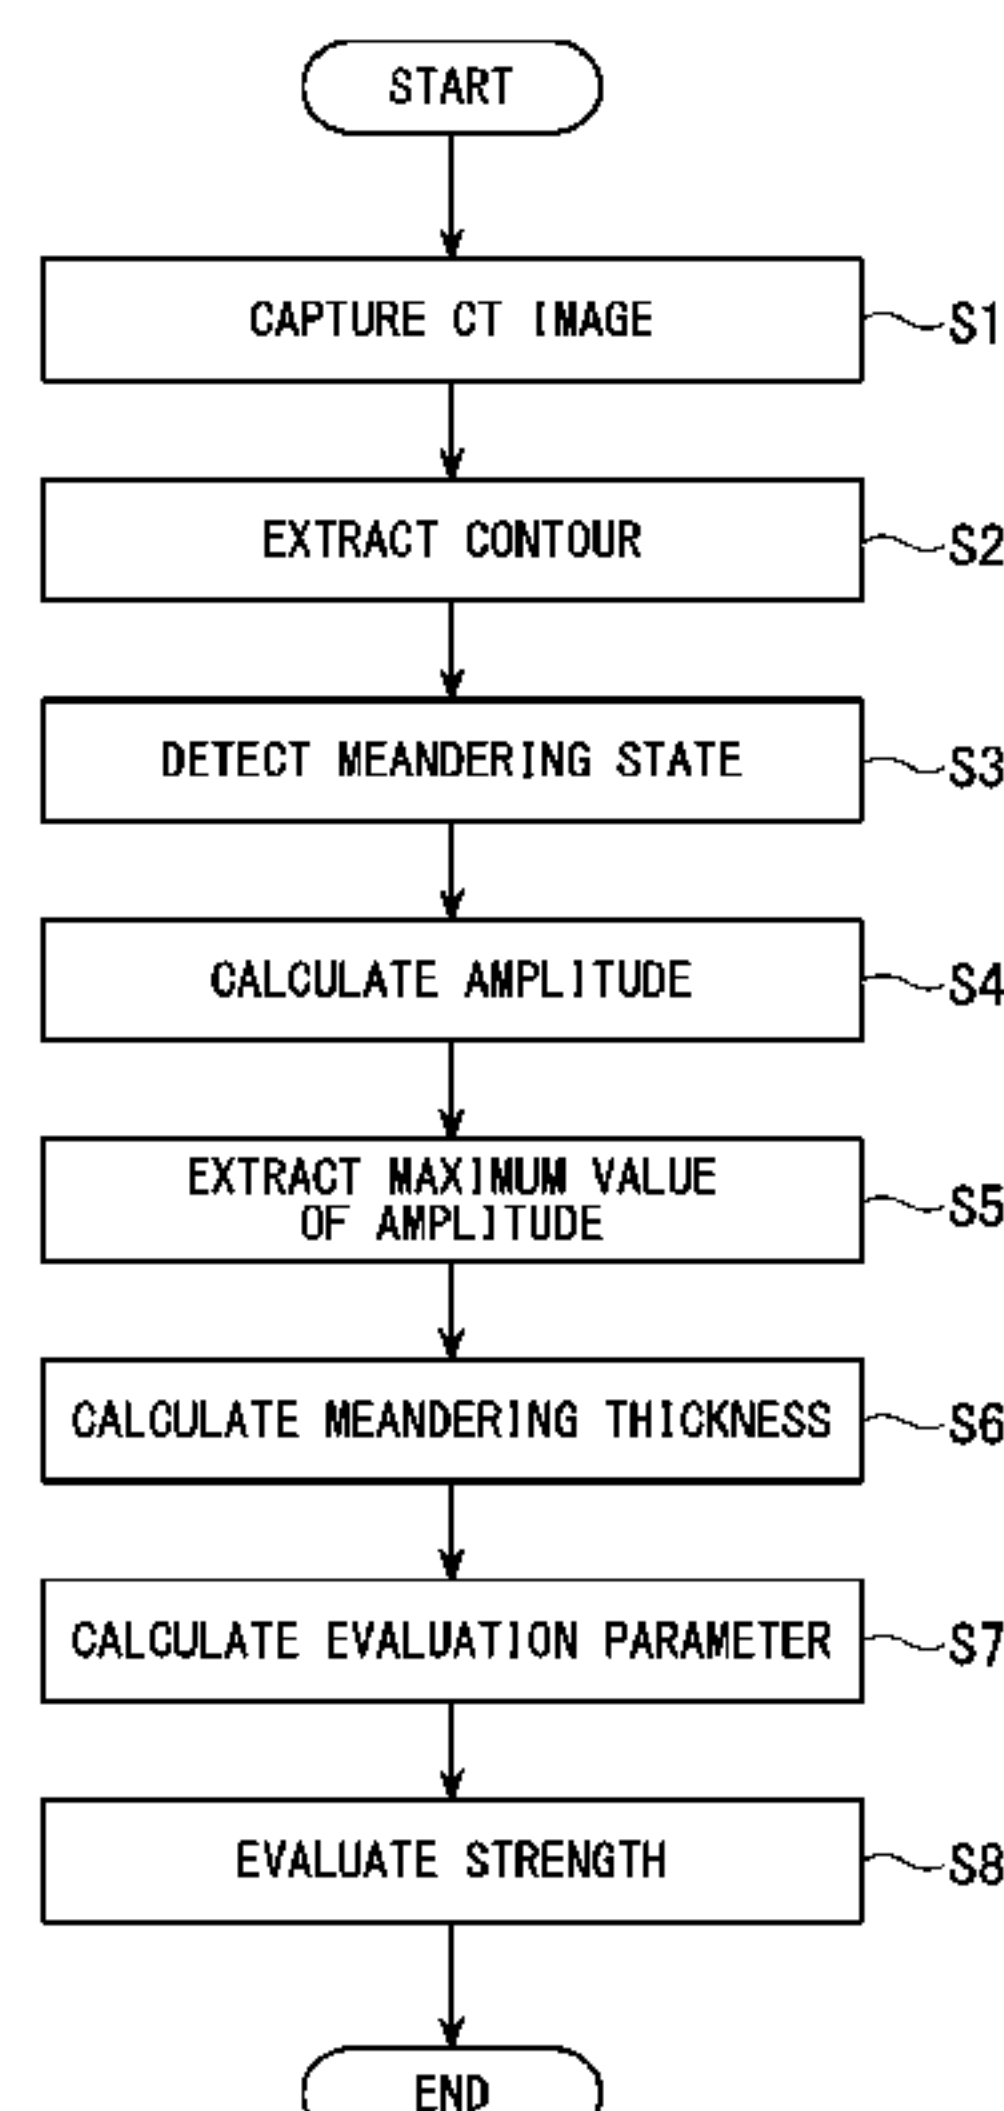 START
CAPTURE CT IMAGE
S1
EXTRACT CONTOUR
S2
DETECT MEANDERING STATE
S3
CALCULATE AMPLITUDE
S4
EXTRACT MAXIMUM VALUE
OF AMPLITUDE
S5
CALCULATE MEANDERING THICKNESS
S6
CALCULATE EVALUATION PARAMETER
S7
EVALUATE STRENGTH
S8
END